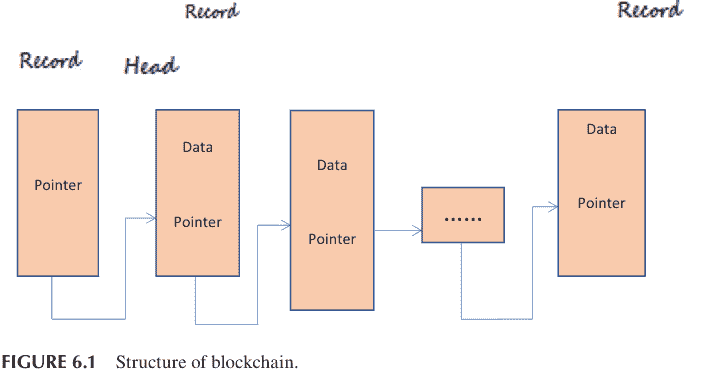 Record
Record
Record
Head
Pointer
Data
Pointer
Data
Pointer
......
Data
Pointer
FIGURE 6.1 Structure of blockchain.